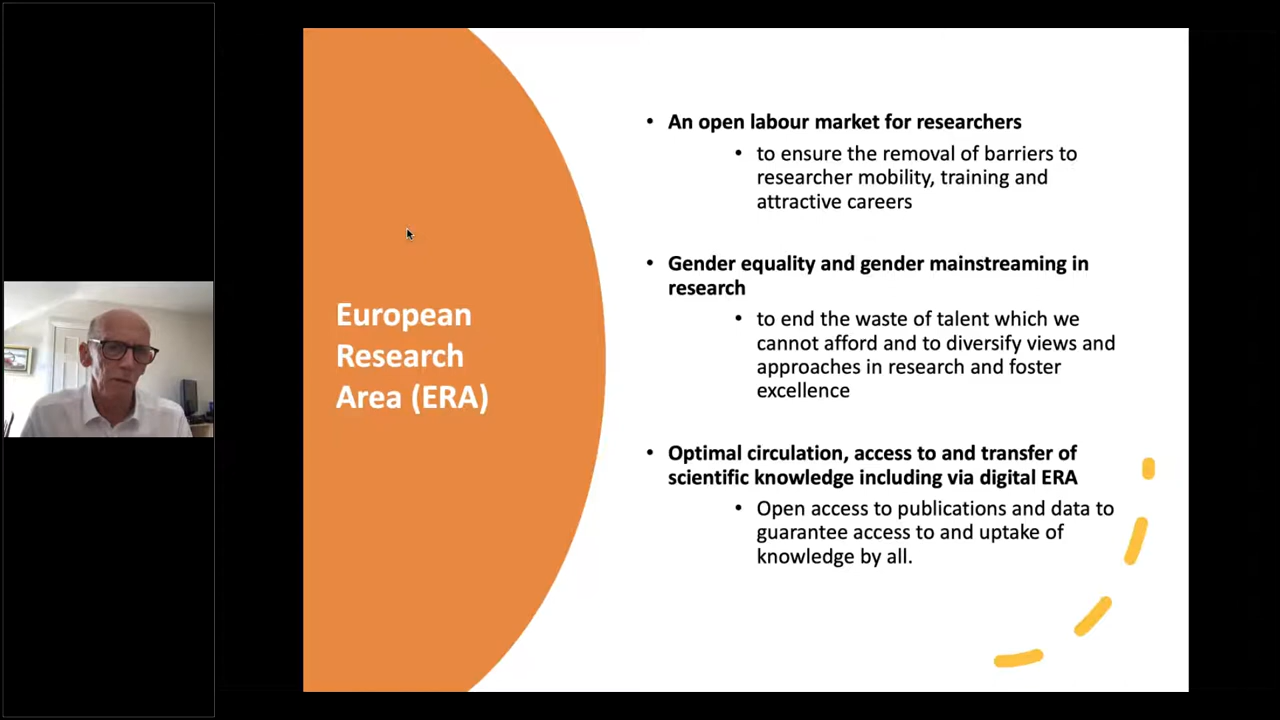 European
Research
Area (ERA)
• An open labour market for researchers
• to ensure the removal of barriers to
researcher mobility, training and
attractive careers
• Gender equality and gender mainstreaming in
research
• to end the waste of talent which we
cannot afford and to diversify views and
approaches in research and foster
excellence
• Optimal circulation, access to and transfer of
scientific knowledge including via digital ERA
• Open access to publications and data to
guarantee access to and uptake of
knowledge by all.